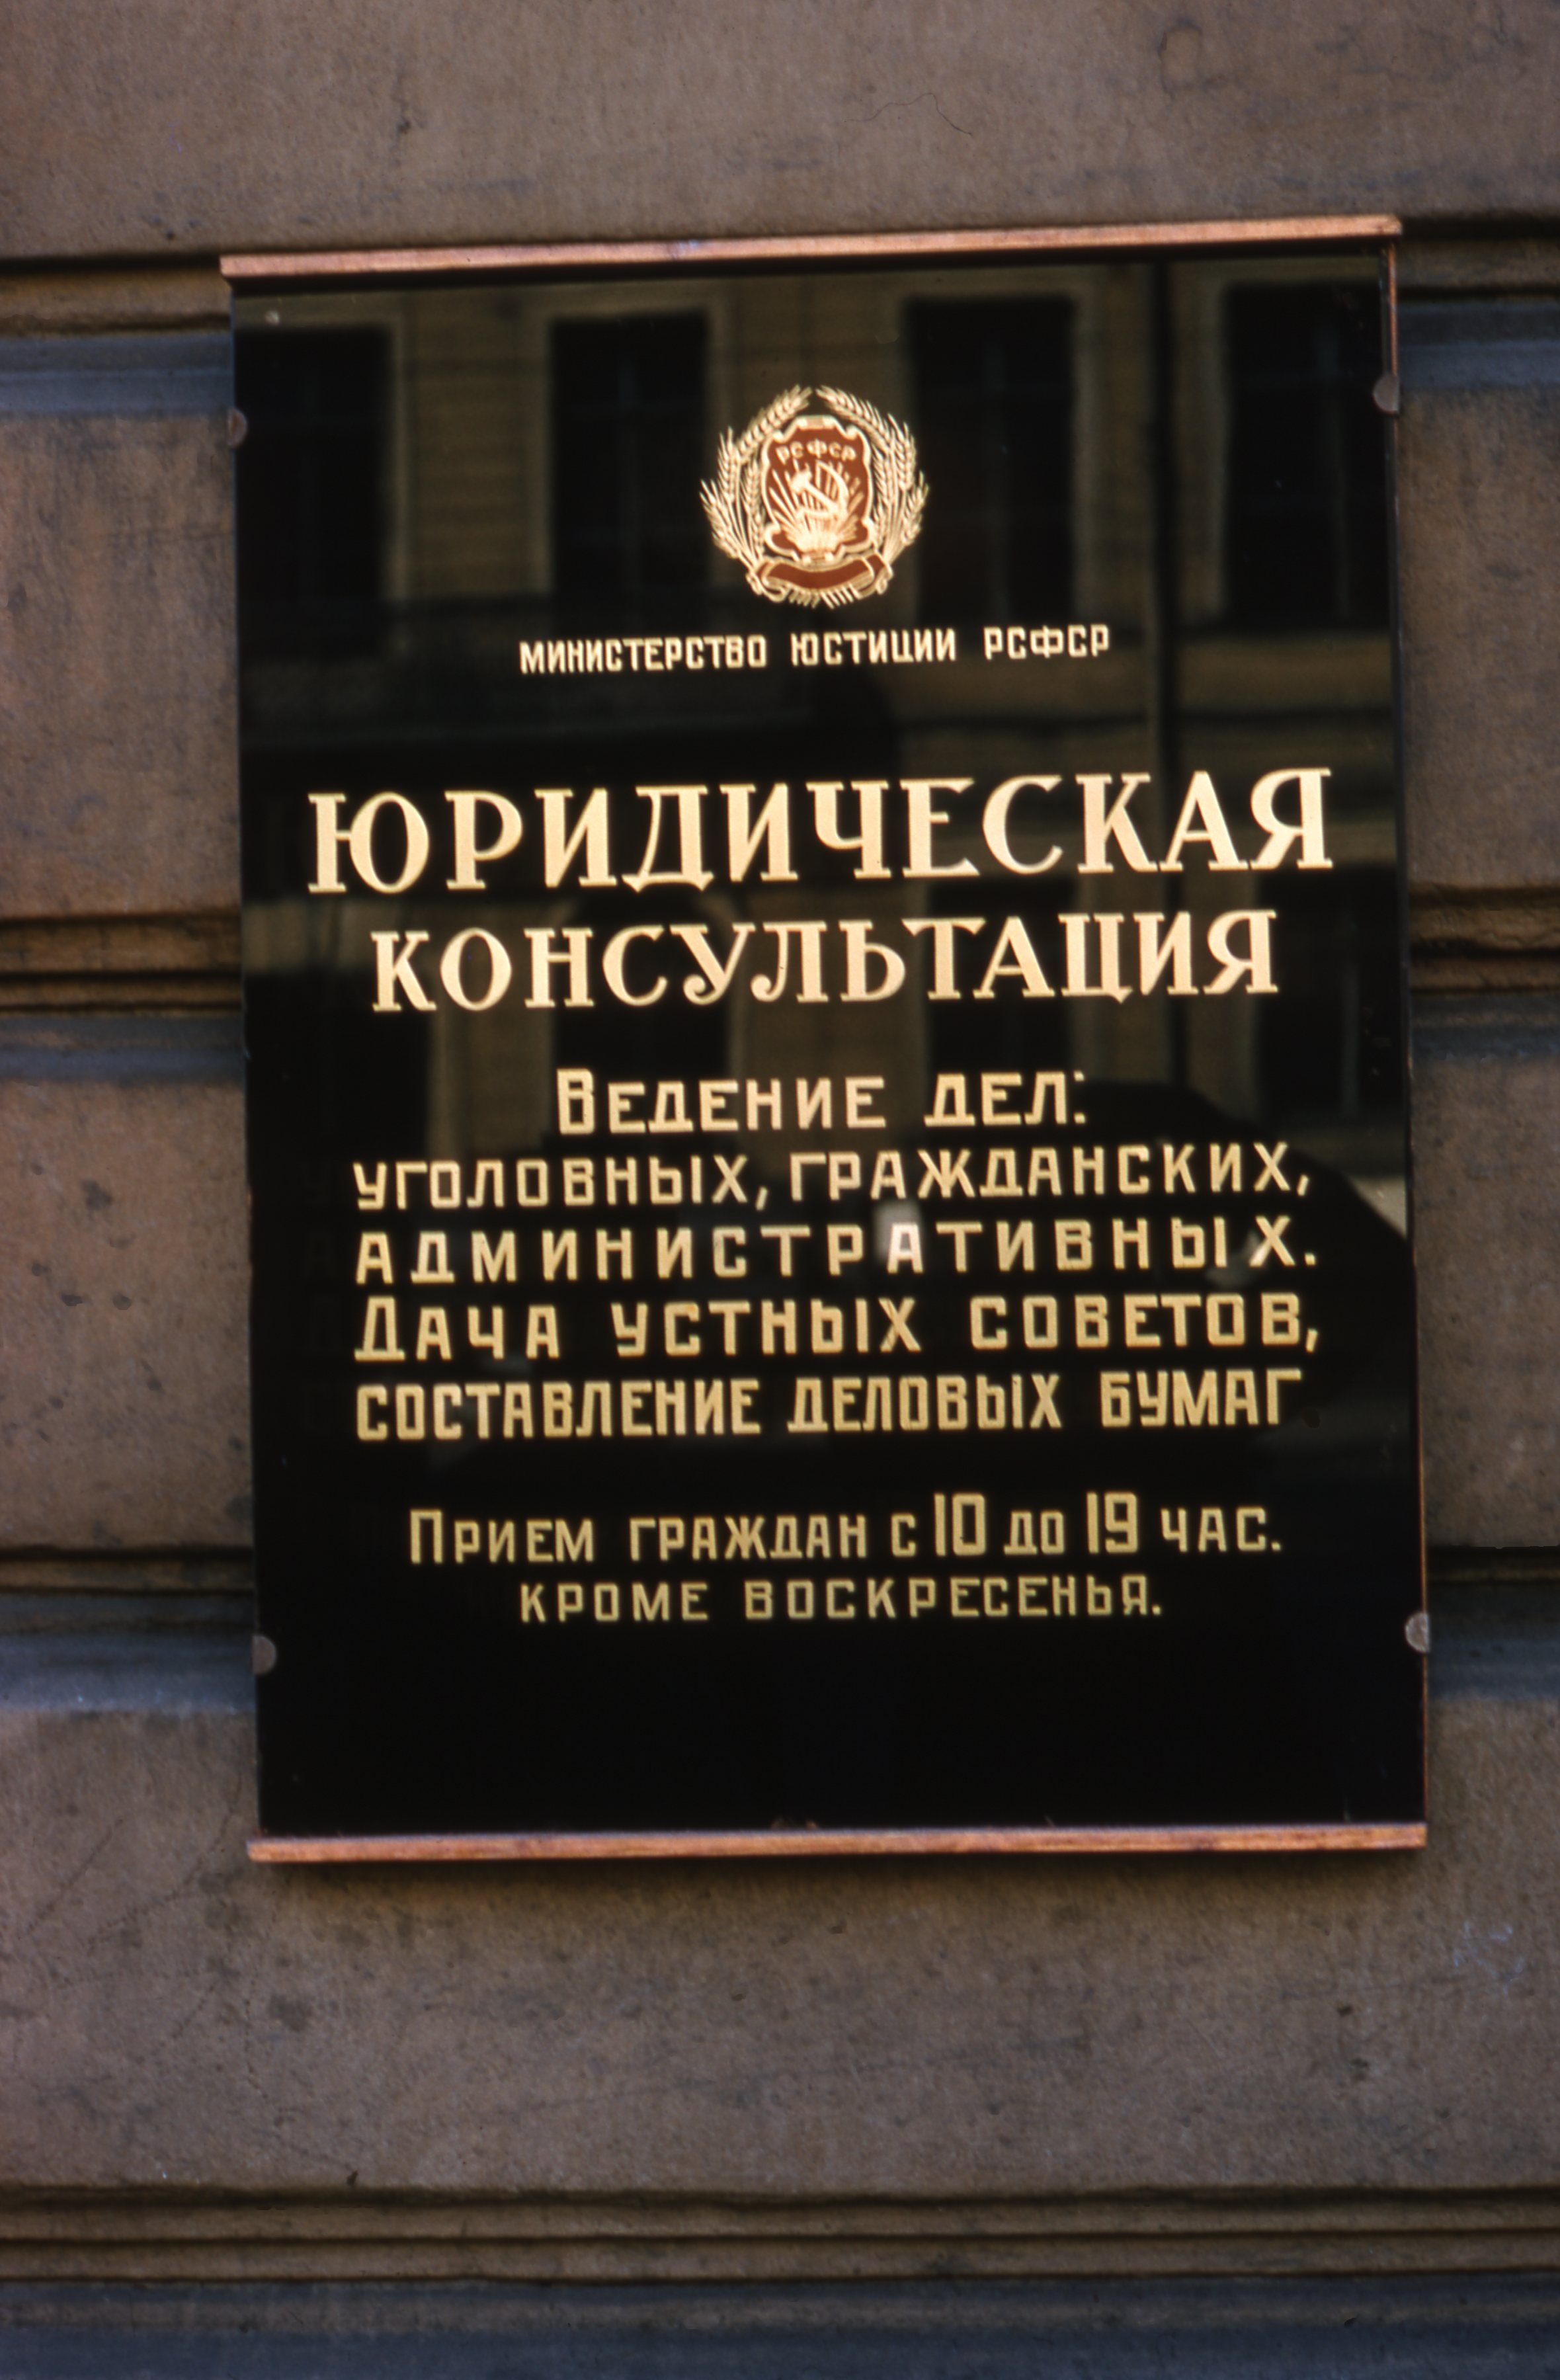 РСФСР
МИНИСТЕРСТВО ЮСТИЦИИ РСФСР
ЮРИДИЧЕСКАЯ
КОНСУЛЬТАЦИЯ
ВЕДЕНИЕ ДЕЛ:
УГОЛОВНЫХ, ГРАЖДАНСКИХ,
АДМИНИСТРАТИВНЫХ.
ДАЧА УСТНЫХ СОВЕТОВ,
СОСТАВЛЕНИЕ ДЕЛОВЫХ БУМАГ
ПРИЕМ ГРАЖДАН С 10 ДО 19 ЧАС.
КРОМЕ ВОСКРЕСЕНЬЯ.